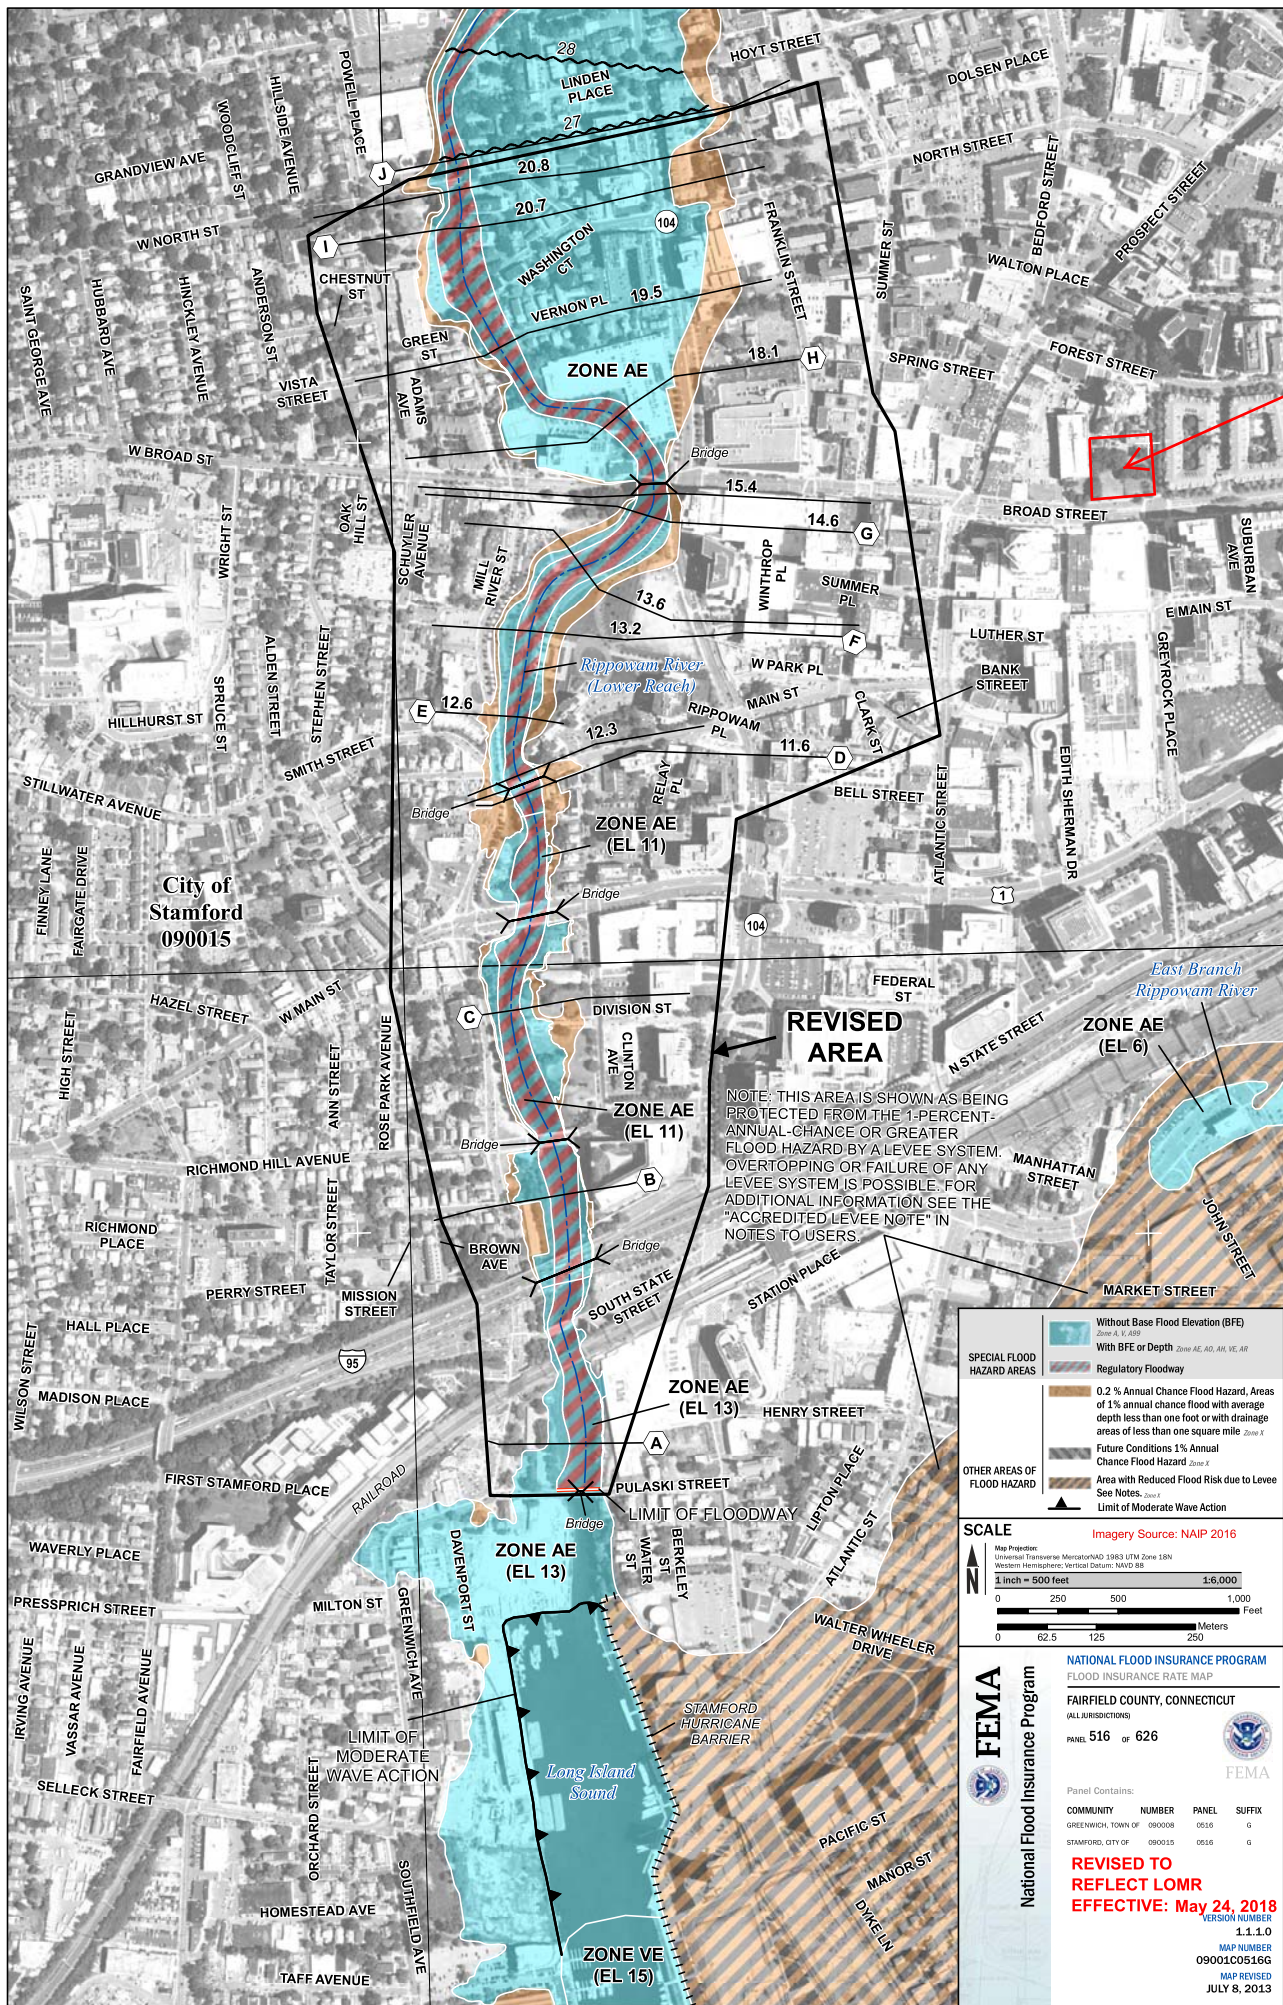 28
HOYT STREET
DOLSEN PLACE
LINDEN
PLACE
POWELL PLACE
HILLSIDE AVENUE
WOODCLIFF ST
GRANDVIEW AVE
27
NORTH STREET
BEDFORD STREET
PROSPECT STREET
J
20.8
20.7
104
W NORTH ST
I
FRANKLIN STREET
SUMMER ST
WASHINGTON
CT
WALTON PLACE
CHESTNUT
ST
SAINT GEORGE AVE
HUBBARD AVE
HINCKLEY AVENUE
ANDERSON ST
VERNON PL
19.5
GREEN
ST
18.1
H
FOREST STREET
SPRING STREET
ZONE AE
VISTA
STREET
ADAMS
AVE
W BROAD ST
Bridge
15.4
BROAD STREET
14.6
G
OAK
HILL ST
WRIGHT ST
SCHUYLER
AVENUE
MILL
RIVER ST
WINTHROP
PL
SUMMER
PL
SUBURBAN
AVE
13.6
E MAIN ST
13.2
F
LUTHER ST
ALDEN STREET
STEPHEN STREET
Rippowam River
(Lower Reach)
W PARK PL
BANK
STREET
GREYROCK PLACE
SPRUCE ST
E
12.6
MAIN ST
RIPPOWAM
PL
CLARK ST
HILLHURST ST
12.3
11.6
D
SMITH STREET
RELAY
PL
BELL STREET
EDITH SHERMAN DR
STILLWATER AVENUE
Bridge
ZONE AE
(EL 11)
ATLANTIC STREET
FINNEY LANE
FAIRGATE DRIVE
City of
Stamford
090015
Bridge
1
104
East Branch
Rippowam River
HAZEL STREET
W MAIN ST
C
DIVISION ST
FEDERAL
ST
HIGH STREET
ROSE PARK AVENUE
CLINTON
AVE
REVISED
AREA
N STATE STREET
ZONE AE
(EL 6)
ANN STREET
ZONE AE
(EL 11)
NOTE: THIS AREA IS SHOWN AS BEING
PROTECTED FROM THE 1-PERCENT-
ANNUAL-CHANCE OR GREATER
FLOOD HAZARD BY A LEVEE SYSTEM.
OVERTOPPING OR FAILURE OF ANY
LEVEE SYSTEM IS POSSIBLE. FOR
ADDITIONAL INFORMATION SEE THE
"ACCREDITED LEVEE NOTE" IN
NOTES TO USERS.
Bridge
RICHMOND HILL AVENUE
B
MANHATTAN
STREET
TAYLOR STREET
RICHMOND
PLACE
JOHN STREET
BROWN
AVE
Bridge
PERRY STREET
MISSION
STREET
SOUTH STATE
STREET
STATION PLACE
MARKET STREET
HALL PLACE
WILSON STREET
95
MADISON PLACE
ZONE AE
(EL 13)
HENRY STREET
A
FIRST STAMFORD PLACE
RAILROAD
PULASKI STREET
LIPTON PLACE
LIMIT OF FLOODWAY
Bridge
WAVERLY PLACE
DAVENPORT ST
ZONE AE
(EL 13)
WATER
ST
BERKELEY
ST
ATLANTIC ST
PRESSPRICH STREET
MILTON ST
GREENWICH AVE
WALTER WHEELER
DRIVE
IRVING AVENUE
VASSAR AVENUE
FAIRFIELD AVENUE
STAMFORD
HURRICANE
BARRIER
LIMIT OF
MODERATE
WAVE ACTION
Long Island
Sound
SELLECK STREET
ORCHARD STREET
PACIFIC ST
MANOR ST
DYKE LN
SOUTHFIELD AVE
HOMESTEAD AVE
ZONE VE
(EL 15)
TAFF AVENUE
SPECIAL FLOOD
HAZARD AREAS
Without Base Flood Elevation (BFE)
Zone A, V, A99
With BFE or Depth Zone AE, AO, AH, VE, AR
Regulatory Floodway
0.2 % Annual Chance Flood Hazard, Areas
of 1% annual chance flood with average
depth less than one foot or with drainage
areas of less than one square mile Zone X
Future Conditions 1% Annual
Chance Flood Hazard Zone X
OTHER AREAS OF
FLOOD HAZARD
Area with Reduced Flood Risk due to Levee
See Notes. Zone X
Limit of Moderate Wave Action
SCALE
Imagery Source: NAIP 2016
N
Map Projection:
Universal Transverse MercatorNAD 1983 UTM Zone 18N
Western Hemisphere; Vertical Datum: NAVD 88
1 inch = 500 feet 1:6,000
0 250 500 1,000
Feet
Meters
0 62.5 125 250
FEMA
National Flood Insurance Program
NATIONAL FLOOD INSURANCE PROGRAM
FLOOD INSURANCE RATE MAP
FAIRFIELD COUNTY, CONNECTICUT
(ALL JURISDICTIONS)
PANEL 516 OF 626
FEMA
Panel Contains:
COMMUNITY NUMBER PANEL SUFFIX
GREENWICH, TOWN OF 090008 0516 G
STAMFORD, CITY OF 090015 0516 G
REVISED TO
REFLECT LOMR
EFFECTIVE: May 24, 2018
VERSION NUMBER
1.1.1.0
MAP NUMBER
09001C0516G
MAP REVISED
JULY 8, 2013